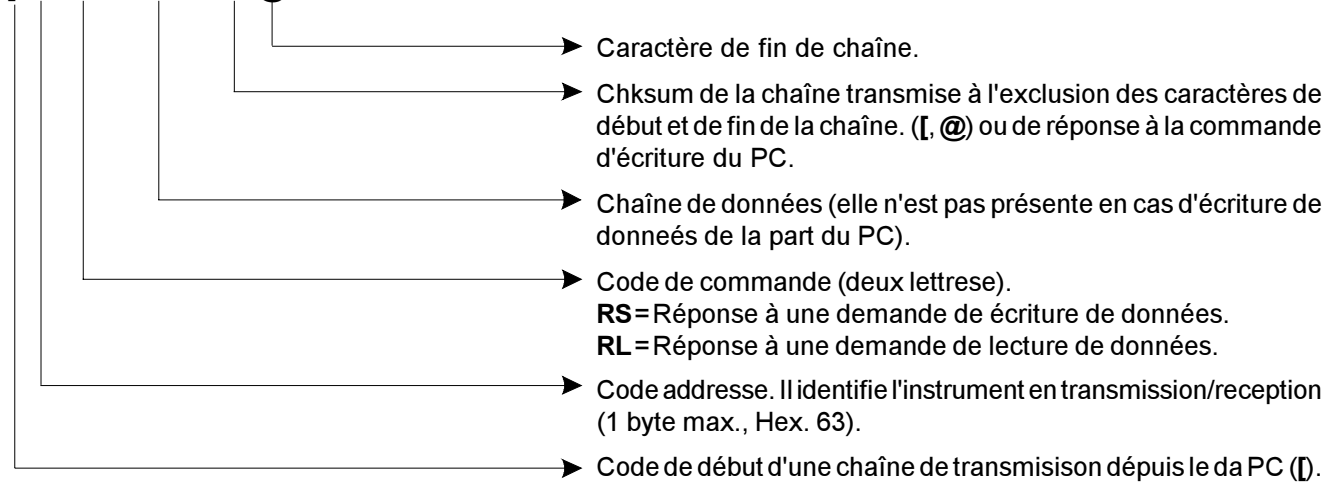 Caractère de fin de chaîne.
Chksum de la chaîne transmise à l'exclusion des caractères de
début et de fin de la chaîne. ([, @) ou de réponse à la commande
d'écriture du PC.
Chaîne de données (elle n'est pas présente en cas d'écriture de
donneés de la part du PC).
Code de commande (deux lettrese).
RS=Réponse à une demande de écriture de données.
RL=Réponse à une demande de lecture de données.
Code addresse. Il identifie l'instrument en transmission/reception
(1 byte max., Hex. 63).
Code de début d'une chaîne de transmisison dépuis le da PC ([).